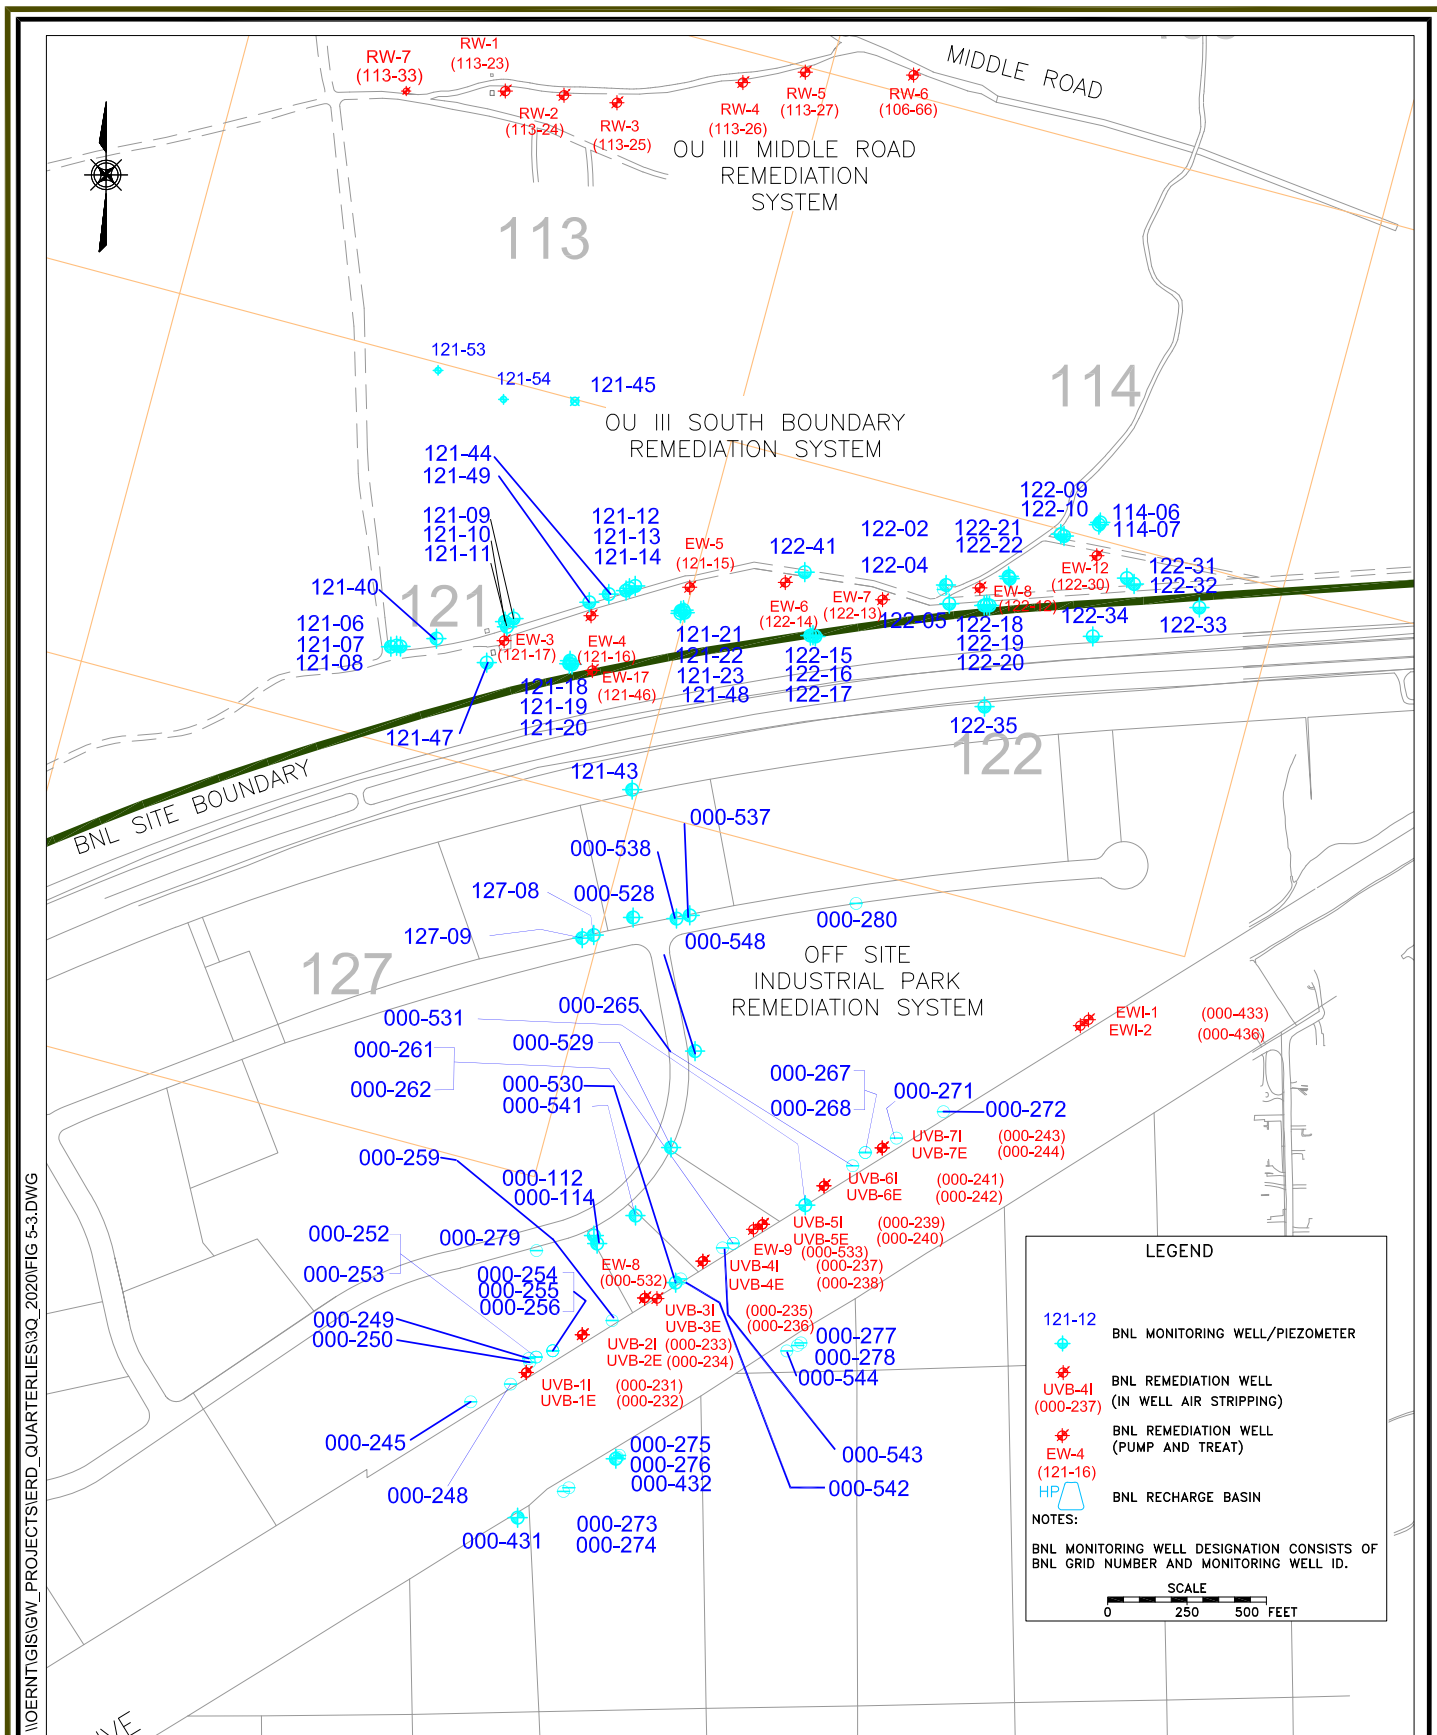 RW-1
(113-23)
RW-7
(113-33)
RW-2
(113-24)
RW-3
(113-25)
RW-4
(113-26)
RW-5
(113-27)
RW-6
(106-66)
MIDDLE ROAD
OU III MIDDLE ROAD
REMEDIATION
SYSTEM
113
114
121-53
121-54
121-45
OU III SOUTH BOUNDARY
REMEDIATION SYSTEM
121-44
121-49
121-09
121-10
121-11
121-12
121-13
121-14
EW-5
(121-15)
122-41
122-02
122-04
122-21
122-22
122-09
122-10
114-06
114-07
EW-12
(122-30)
122-31
122-32
121-40
121
121-06
121-07
121-08
EW-3
(121-17)
EW-4
(121-16)
EW-17
(121-46)
EW-6
(122-14)
EW-7
(122-13)
122-05
EW-8
(122-12)
122-34
122-33
121-18
121-19
121-20
121-21
121-22
121-23
121-48
122-15
122-16
122-17
122-18
122-19
122-20
122-35
122
121-47
BNL SITE BOUNDARY
121-43
000-537
000-538
127-08
000-528
127-09
000-548
000-280
127
OFF SITE
INDUSTRIAL PARK
REMEDIATION SYSTEM
000-265
000-531
000-529
000-261
000-262
000-530
000-541
EWI-1 (000-433)
EWI-2 (000-436)
000-267
000-268
000-271
000-272
UVB-7I (000-243)
UVB-7E (000-244)
000-259
000-112
000-114
UVB-6I (000-241)
UVB-6E (000-242)
000-252
000-253
000-279
UVB-5I (000-239)
UVB-5E (000-240)
EW-9 (000-533)
UVB-4I (000-237)
UVB-4E (000-238)
EW-8
(000-532)
000-254
000-255
000-256
000-249
000-250
UVB-3I (000-235)
UVB-3E (000-236)
UVB-2I (000-233)
UVB-2E (000-234)
000-277
000-278
000-544
UVB-1I (000-231)
UVB-1E (000-232)
000-245
000-248
000-275
000-276
000-432
000-543
000-542
000-431
000-273
000-274
LEGEND
121-12
BNL MONITORING WELL/PIEZOMETER
UVB-4I
(000-237)
BNL REMEDIATION WELL
(IN WELL AIR STRIPPING)
EW-4
(121-16)
BNL REMEDIATION WELL
(PUMP AND TREAT)
HP
BNL RECHARGE BASIN
NOTES:
BNL MONITORING WELL DESIGNATION CONSISTS OF
BNL GRID NUMBER AND MONITORING WELL ID.
SCALE
0 250 500 FEET
\\OERNT\GIS\GW_PROJECTS\ERD_QUARTERLIES\3Q_2020\FIG 5-3.DWG